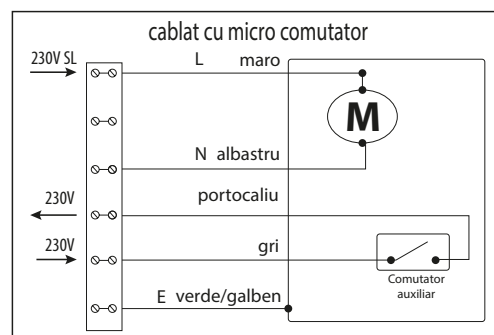 cablat cu micro comutator
230V SL
L maro
M
N albastru
230V
portocaliu
230V
gri
Comutator
auxiliar
E verde/galben